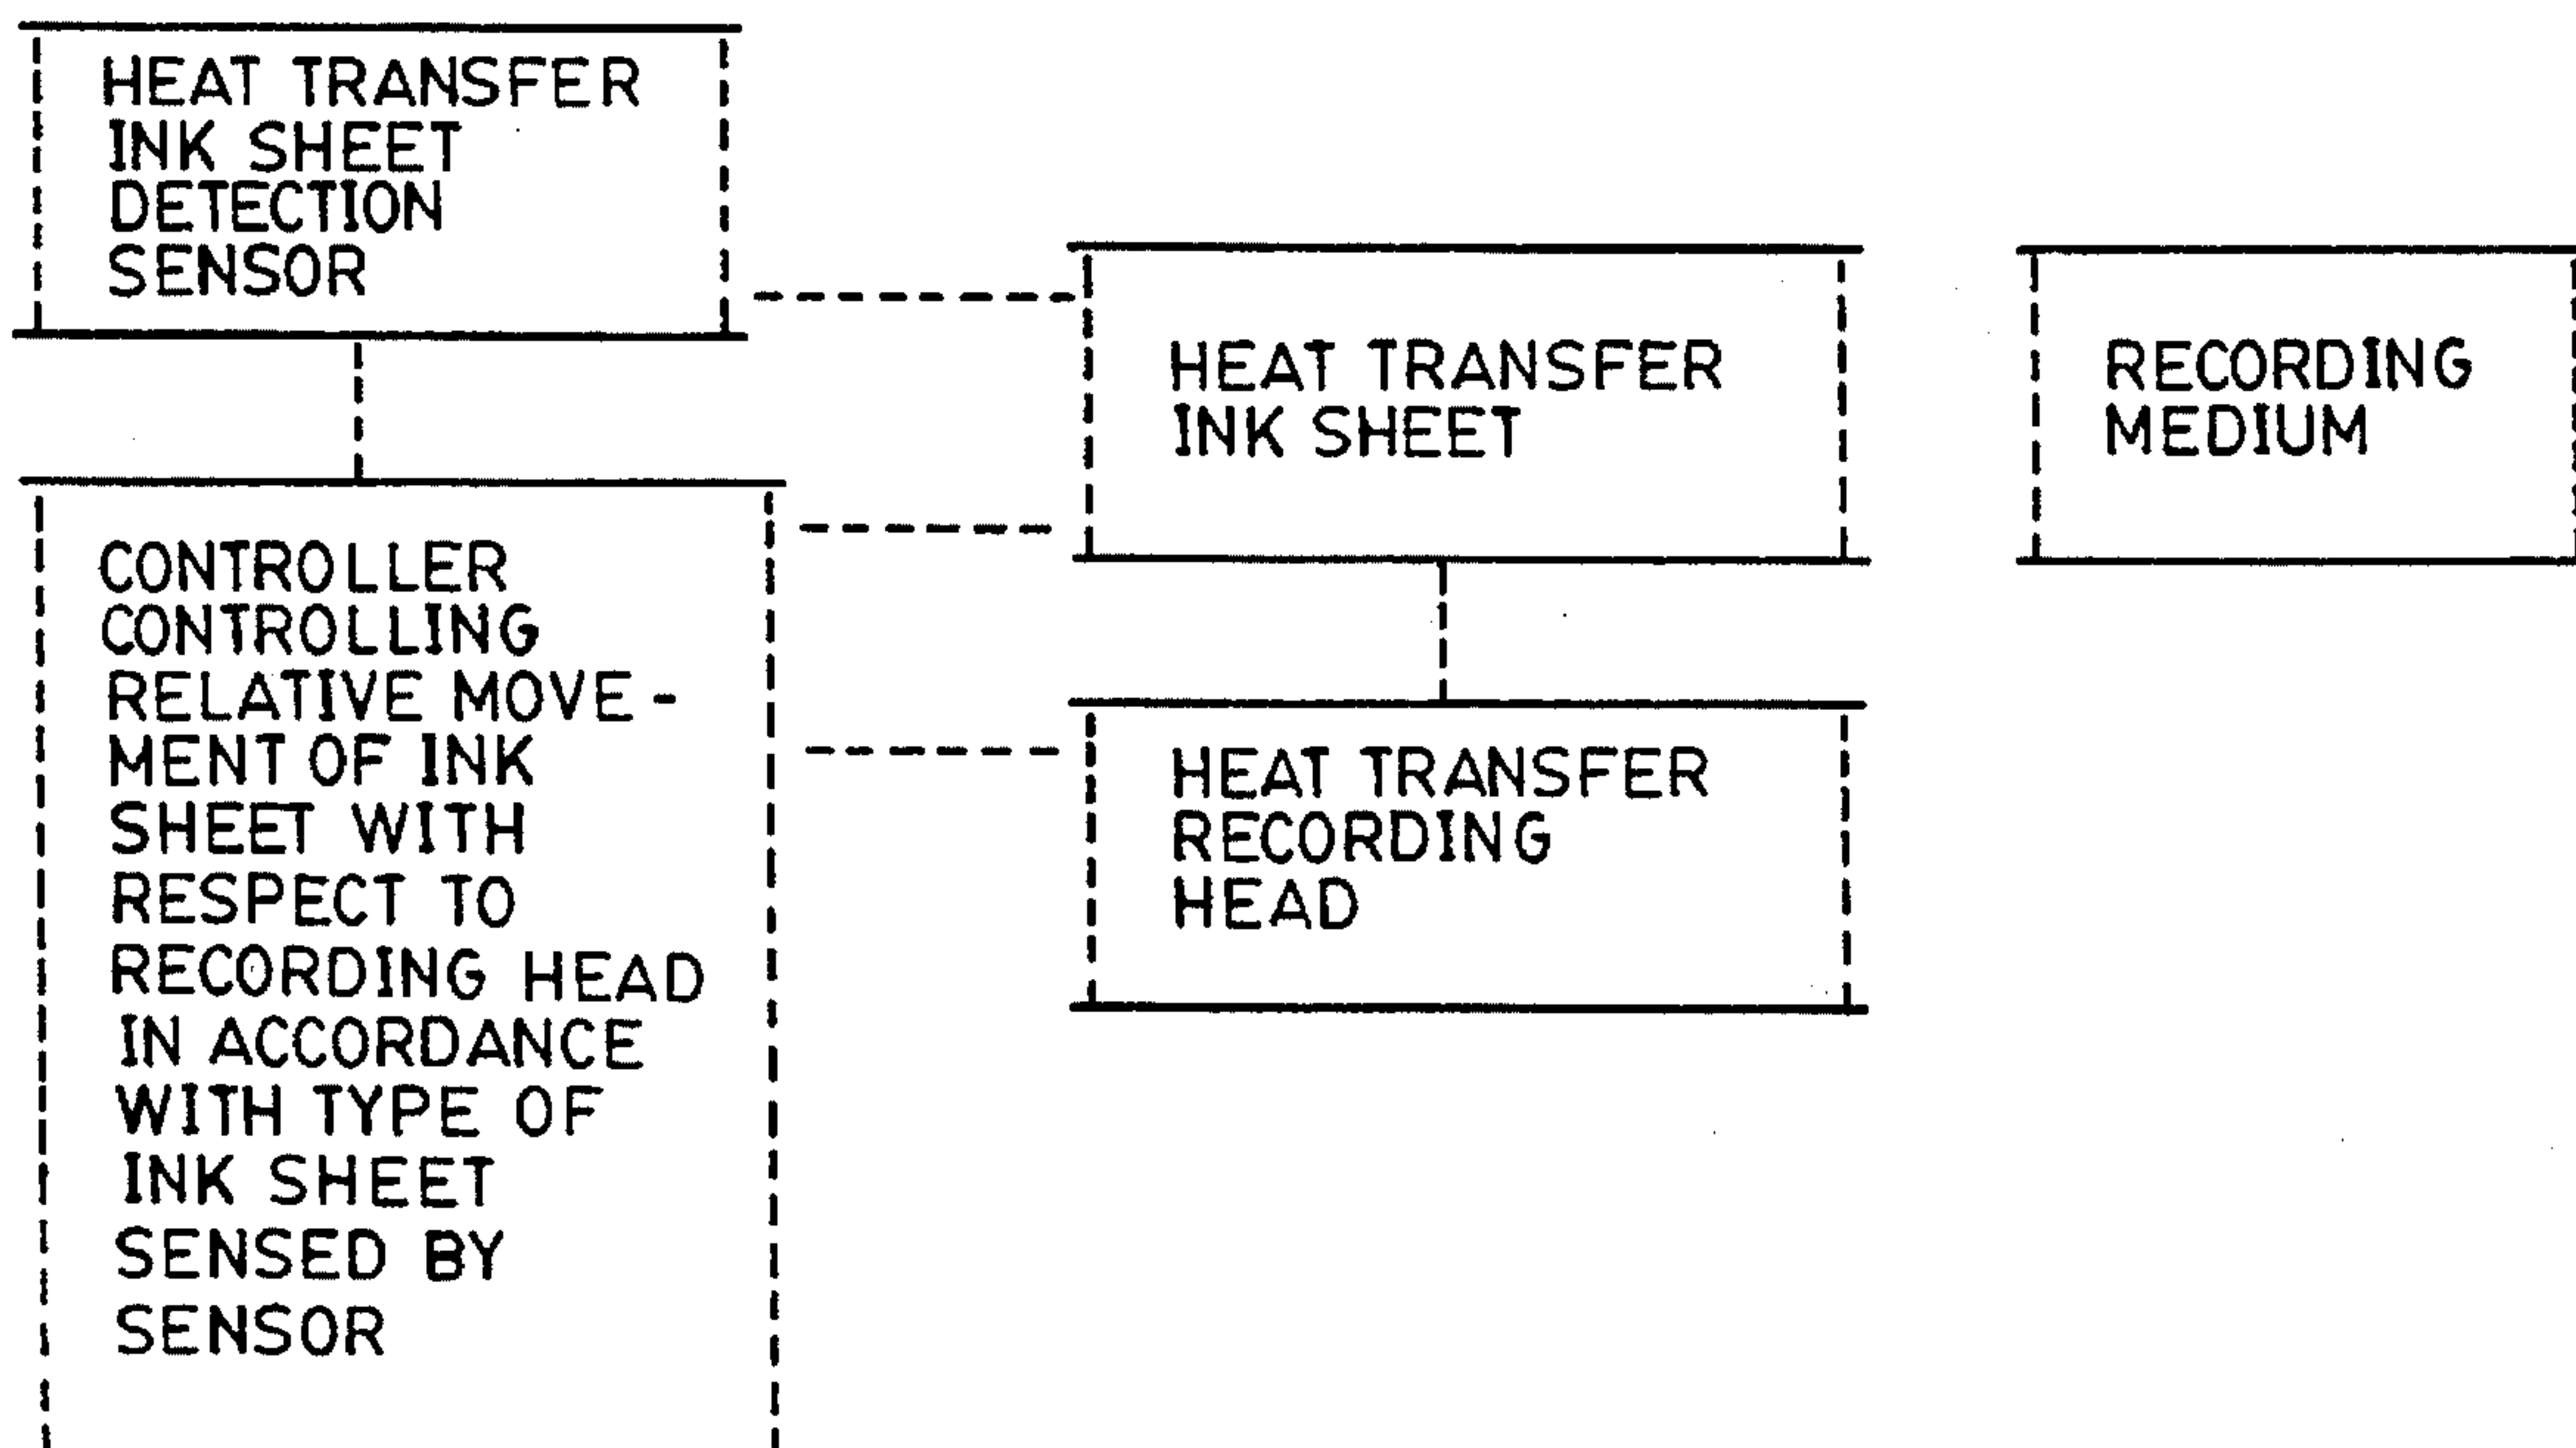 HEAT TRANSFER
INK SHEET
DETECTION
SENSOR
CONTROLLER
CONTROLLING
RELATIVE MOVE-
MENT OF INK
SHEET WITH
RESPECT TO
RECORDING HEAD
IN ACCORDANCE
WITH TYPE OF
INK SHEET
SENSED BY
SENSOR
HEAT TRANSFER
INK SHEET
HEAT TRANSFER
RECORDING
HEAD
RECORDING
MEDIUM